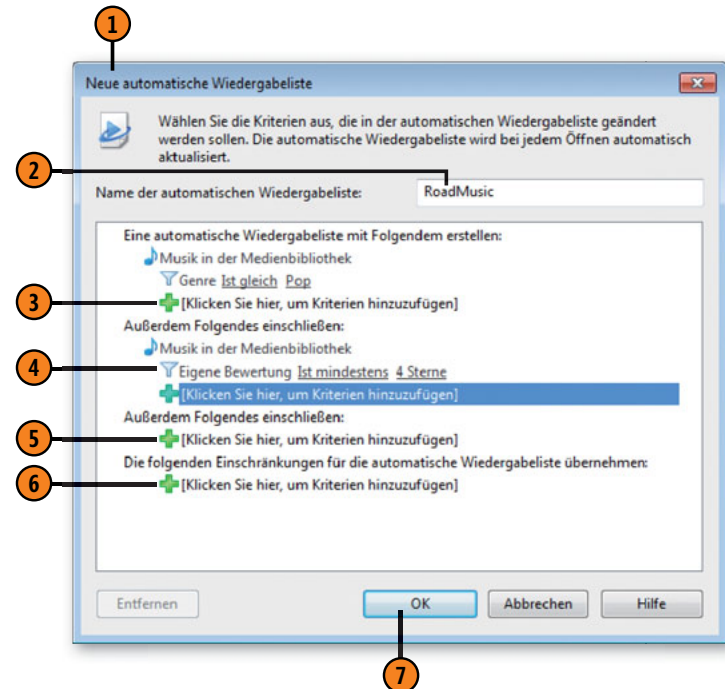 1
Neue automatische Wiedergabeliste
Wählen Sie die Kriterien aus, die in der automatischen Wiedergabeliste geändert
werden sollen. Die automatische Wiedergabeliste wird bei jedem Öffnen automatisch
aktualisiert.
2
Name der automatischen Wiedergabeliste: RoadMusic
Eine automatische Wiedergabeliste mit Folgendem erstellen:
Musik in der Medienbibliothek
Genre Ist gleich Pop
3 [Klicken Sie hier, um Kriterien hinzuzufügen]
Außerdem Folgendes einschließen:
Musik in der Medienbibliothek
4 Eigene Bewertung Ist mindestens 4 Sterne
[Klicken Sie hier, um Kriterien hinzuzufügen]
Außerdem Folgendes einschließen:
5 [Klicken Sie hier, um Kriterien hinzuzufügen]
Die folgenden Einschränkungen für die automatische Wiedergabeliste übernehmen:
6 [Klicken Sie hier, um Kriterien hinzuzufügen]
Entfernen OK Abbrechen Hilfe
7